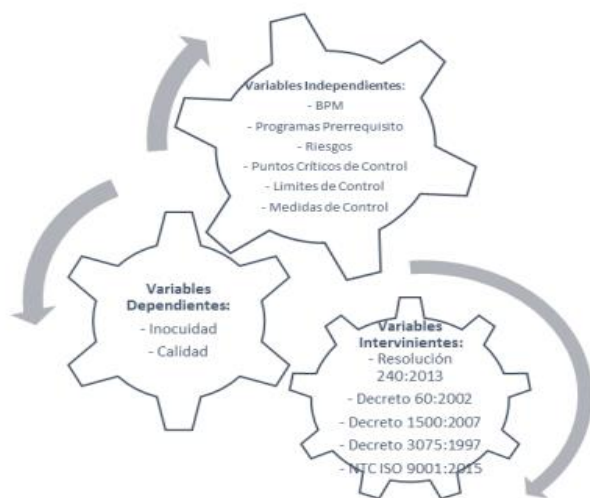 Variables Independientes:
- BPM
- Programas Prerrequisito
- Riesgos
- Puntos Críticos de Control
- Limites de Control
- Medidas de Control
Variables
Dependientes:
- Inocuidad
- Calidad
Variables
Intervinientes:
- Resolución
240:2013
- Decreto 60:2002
- Decreto 1500:2007
- Decreto 3075:1997
- NTC ISO 9001:2015